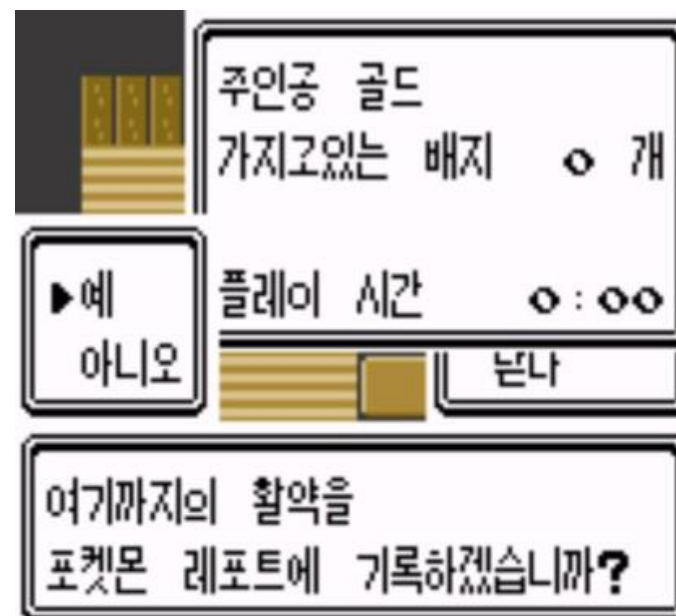 주인공 골드
가지고있는 배지 0 개
플레이 시간 0:00
▶예
아니오
닫다
여기까지의 활약을
포켓몬 레포트에 기록하겠습니까?